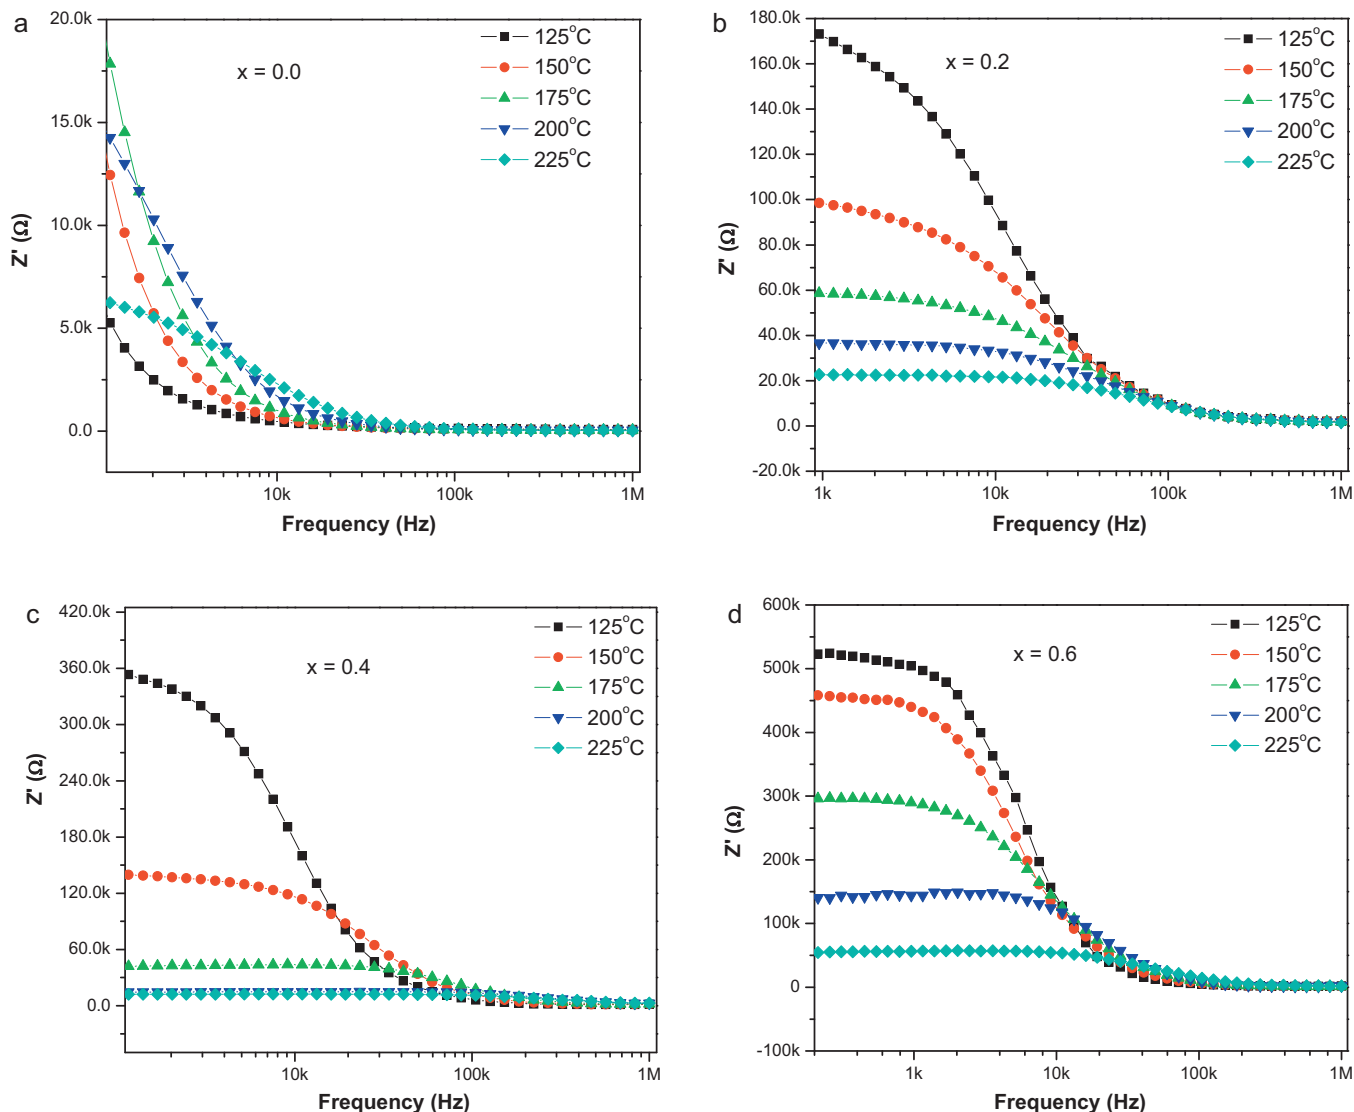 a
20.0k
15.0k
10.0k
5.0k
0.0
Z' (Ω)
x = 0.0
125°C
150°C
175°C
200°C
225°C
10k
100k
1M
Frequency (Hz)
b
180.0k
160.0k
140.0k
120.0k
100.0k
80.0k
60.0k
40.0k
20.0k
0.0
-20.0k
Z' (Ω)
x = 0.2
125°C
150°C
175°C
200°C
225°C
1k
10k
100k
1M
Frequency (Hz)
c
420.0k
360.0k
300.0k
240.0k
180.0k
120.0k
60.0k
0.0
Z' (Ω)
x = 0.4
125°C
150°C
175°C
200°C
225°C
10k
100k
1M
Frequency (Hz)
d
600k
500k
400k
300k
200k
100k
0
-100k
Z' (Ω)
x = 0.6
125°C
150°C
175°C
200°C
225°C
1k
10k
100k
1M
Frequency (Hz)